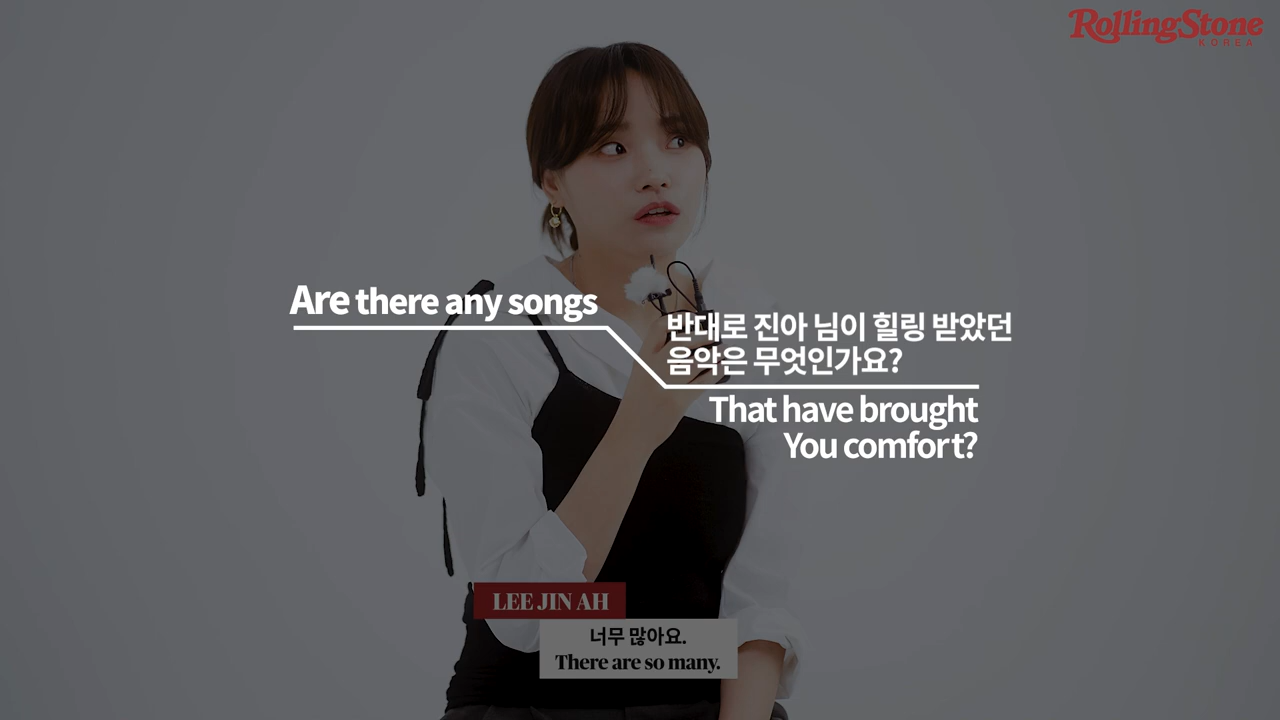 RollingStone
KOREA
Are there any songs
반대로 진아 님이 힐링 받았던
음악은 무엇인가요?
That have brought
You comfort?
LEE JIN AH
너무 많아요.
There are so many.